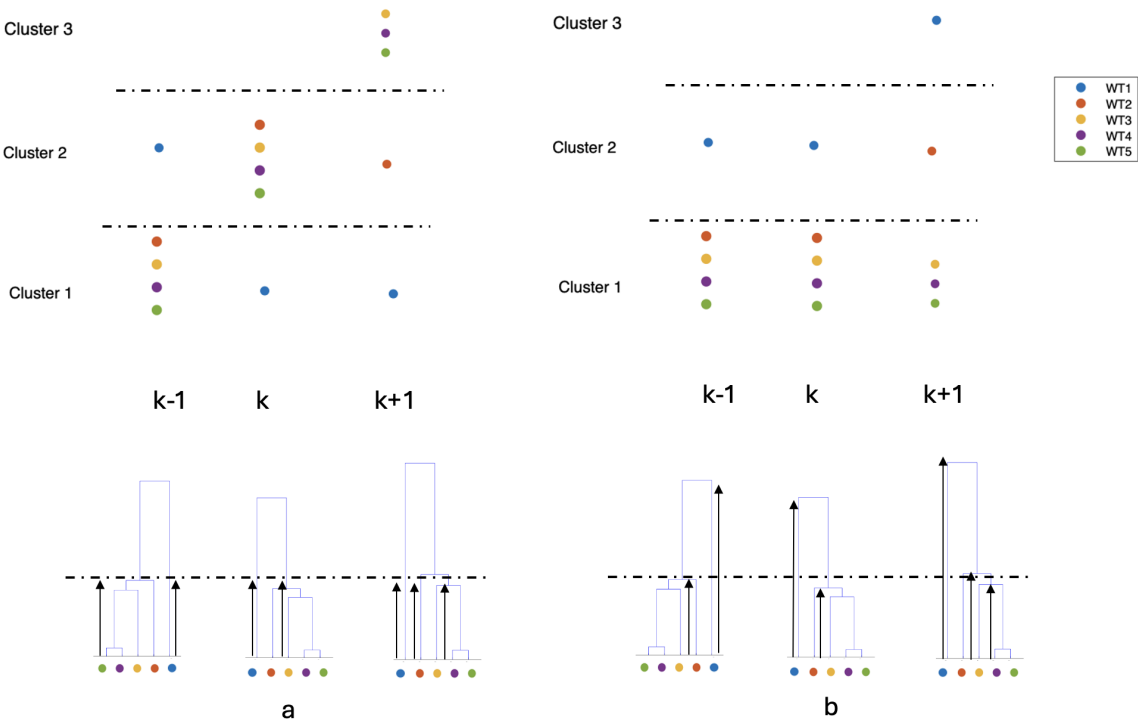 Cluster 3
Cluster 2
Cluster 1
k-1 k k+1
a
Cluster 3
Cluster 2
Cluster 1
k-1 k k+1
b
WT1
WT2
WT3
WT4
WT5